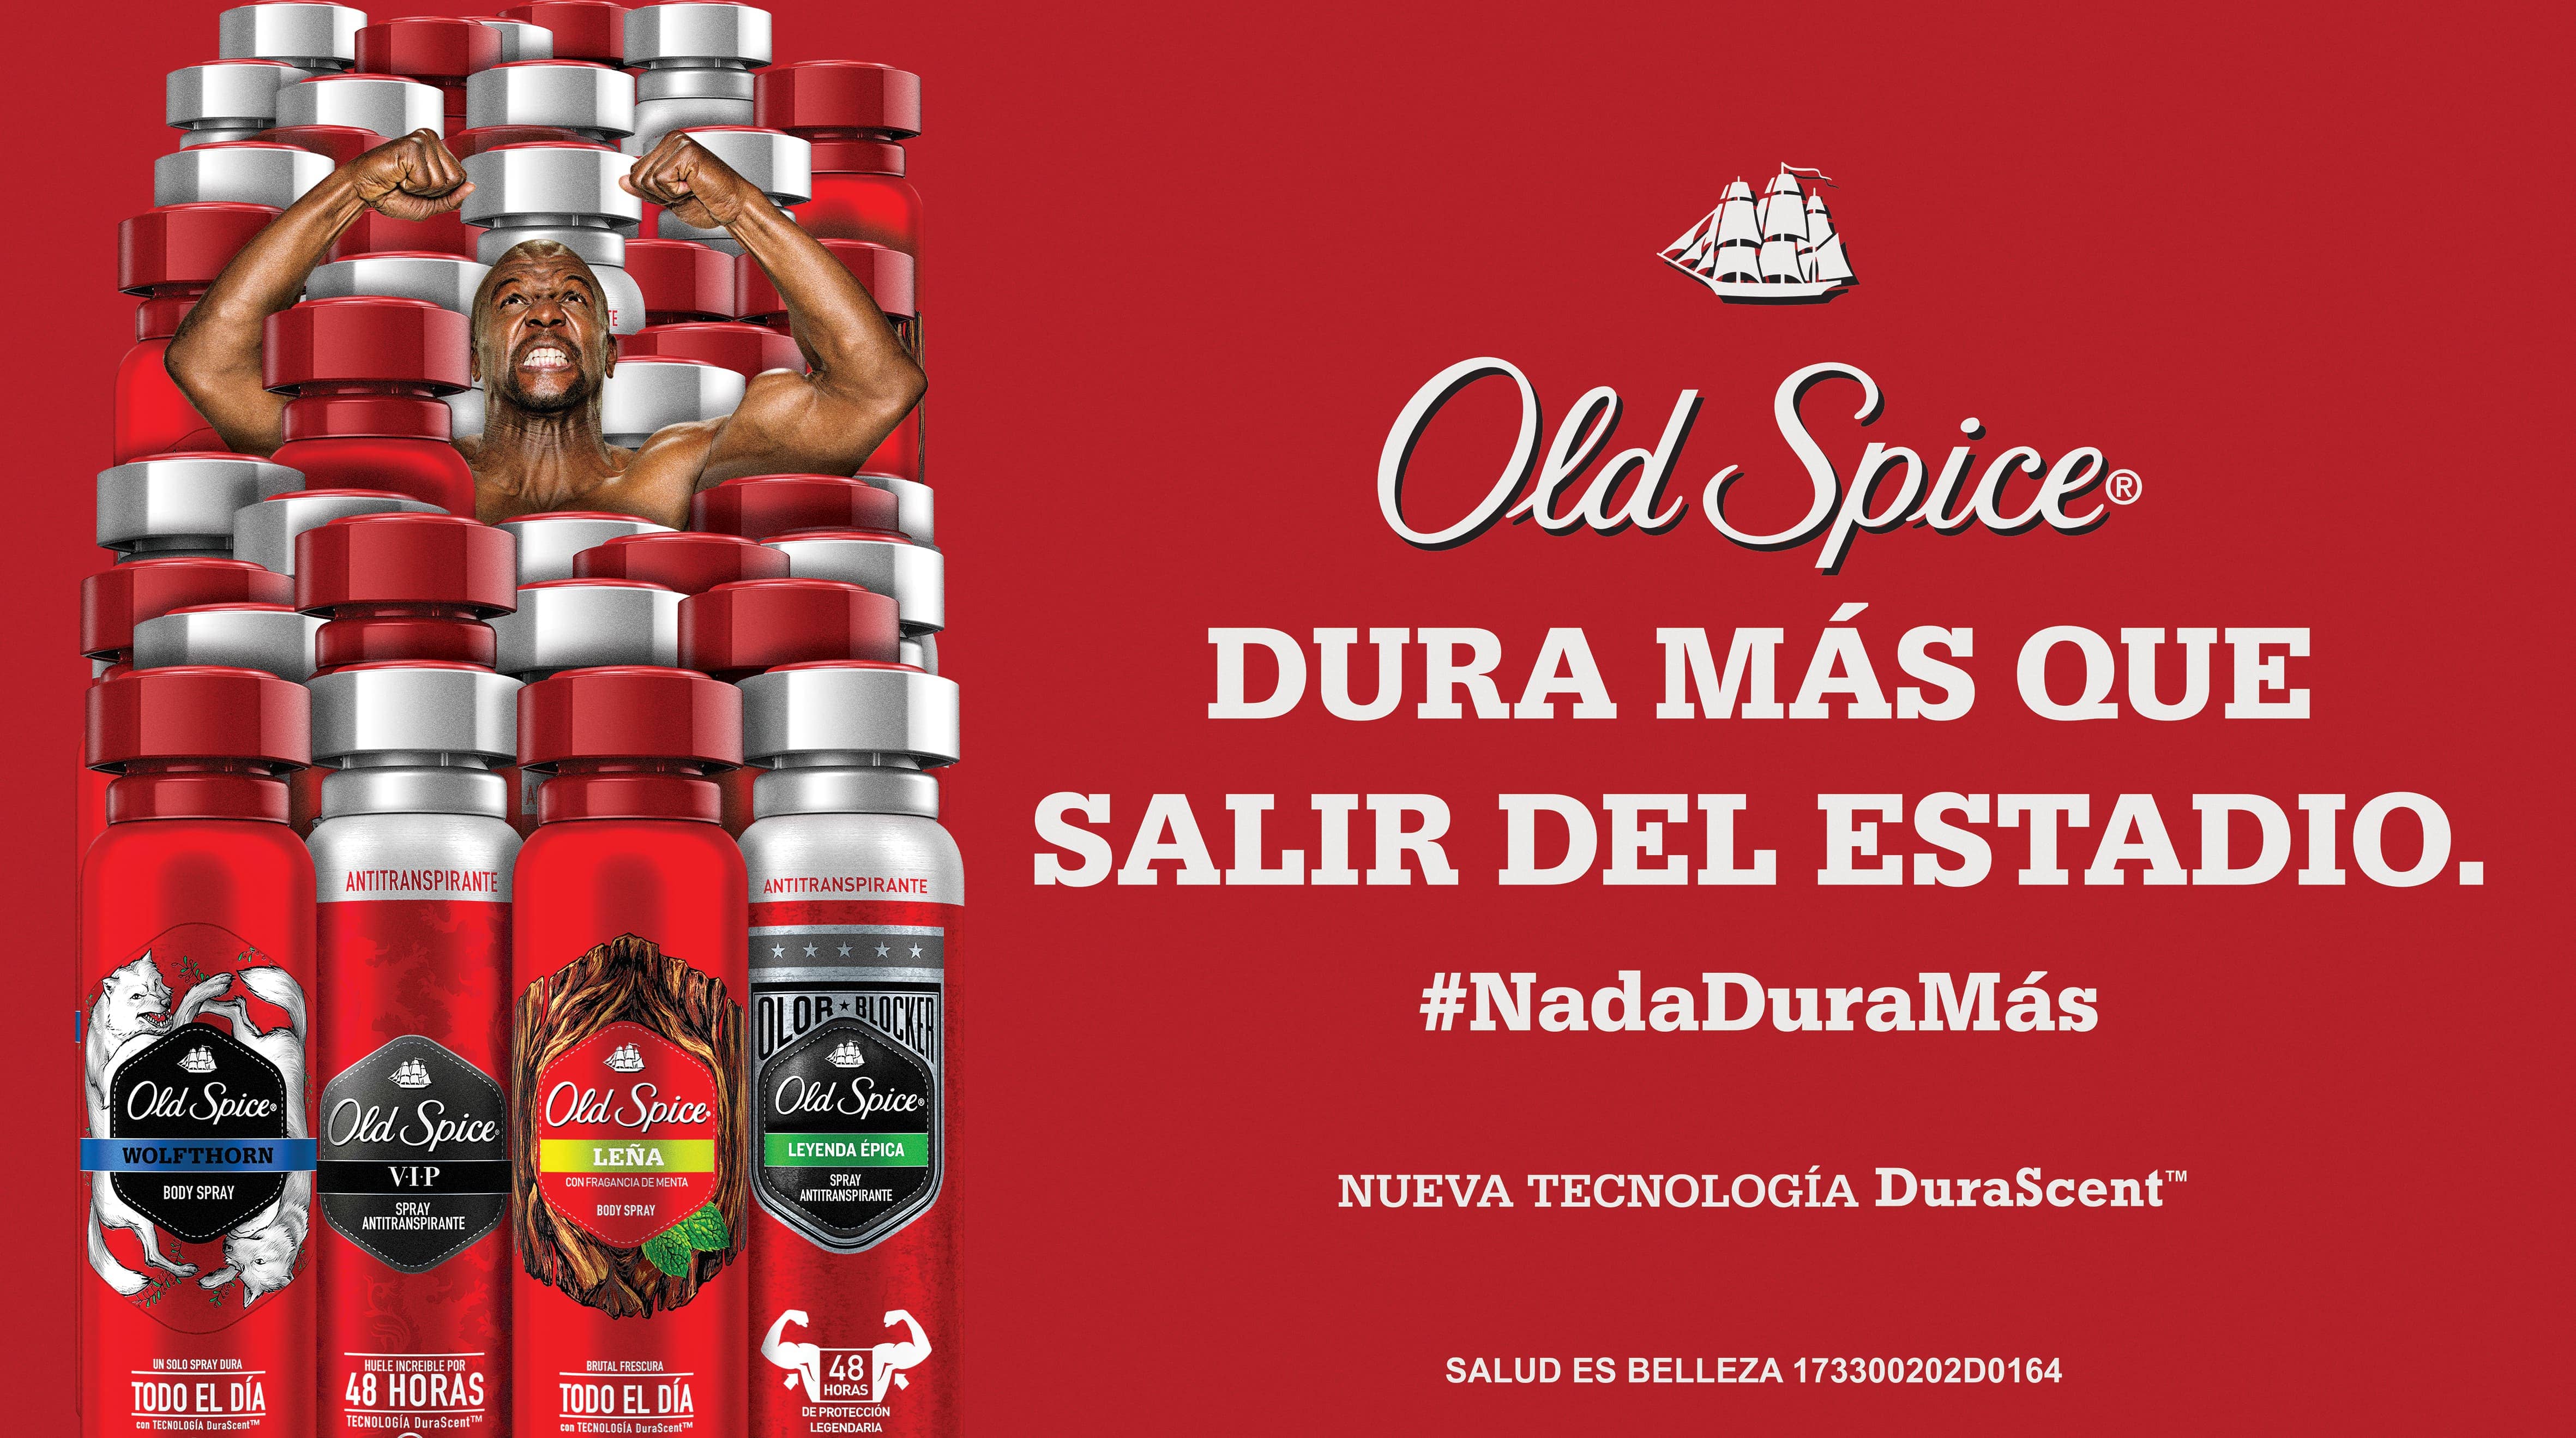 Old Spice®
DURA MÁS QUE
SALIR DEL ESTADIO.
#NadaDuraMás
NUEVA TECNOLOGÍA DuraScent™
SALUD ES BELLEZA 173300202D0164
Old Spice®
WOLFTHORN
BODY SPRAY
UN SOLO SPRAY DURA
TODO EL DÍA
con TECNOLOGÍA DuraScent™
ANTITRANSPIRANTE
Old Spice
V·I·P
SPRAY
ANTITRANSPIRANTE
HUELE INCREIBLE POR
48 HORAS
TECNOLOGÍA DuraScent™
Old Spice
LEÑA
CON FRAGANCIA DE MENTA
BODY SPRAY
BRUTAL FRESCURA
TODO EL DÍA
con TECNOLOGÍA DuraScent™
ANTITRANSPIRANTE
OLOR ★ BLOCKER
Old Spice®
LEYENDA ÉPICA
SPRAY
ANTITRANSPIRANTE
48
HORAS
DE PROTECCIÓN
LEGENDARIA